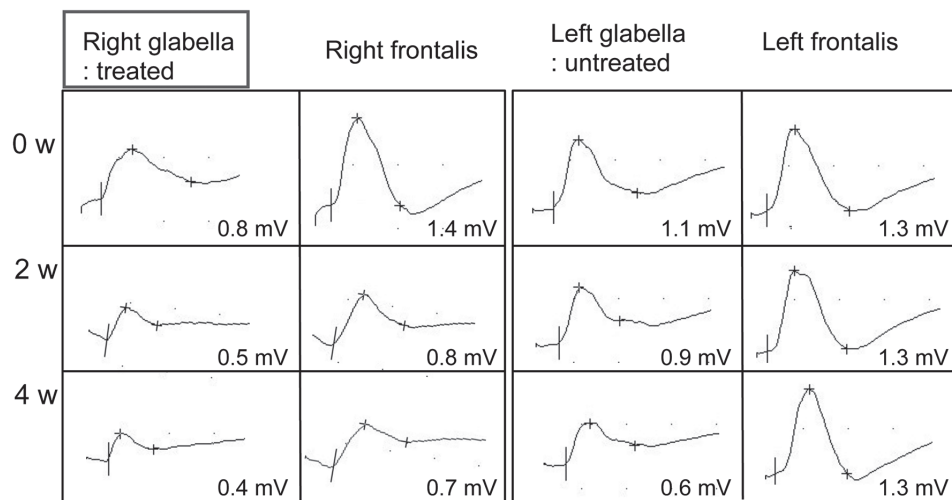 Right glabella
: treated
Right frontalis
Left glabella
: untreated
Left frontalis
0 w
0.8 mV
1.4 mV
1.1 mV
1.3 mV
2 w
0.5 mV
0.8 mV
0.9 mV
1.3 mV
4 w
0.4 mV
0.7 mV
0.6 mV
1.3 mV